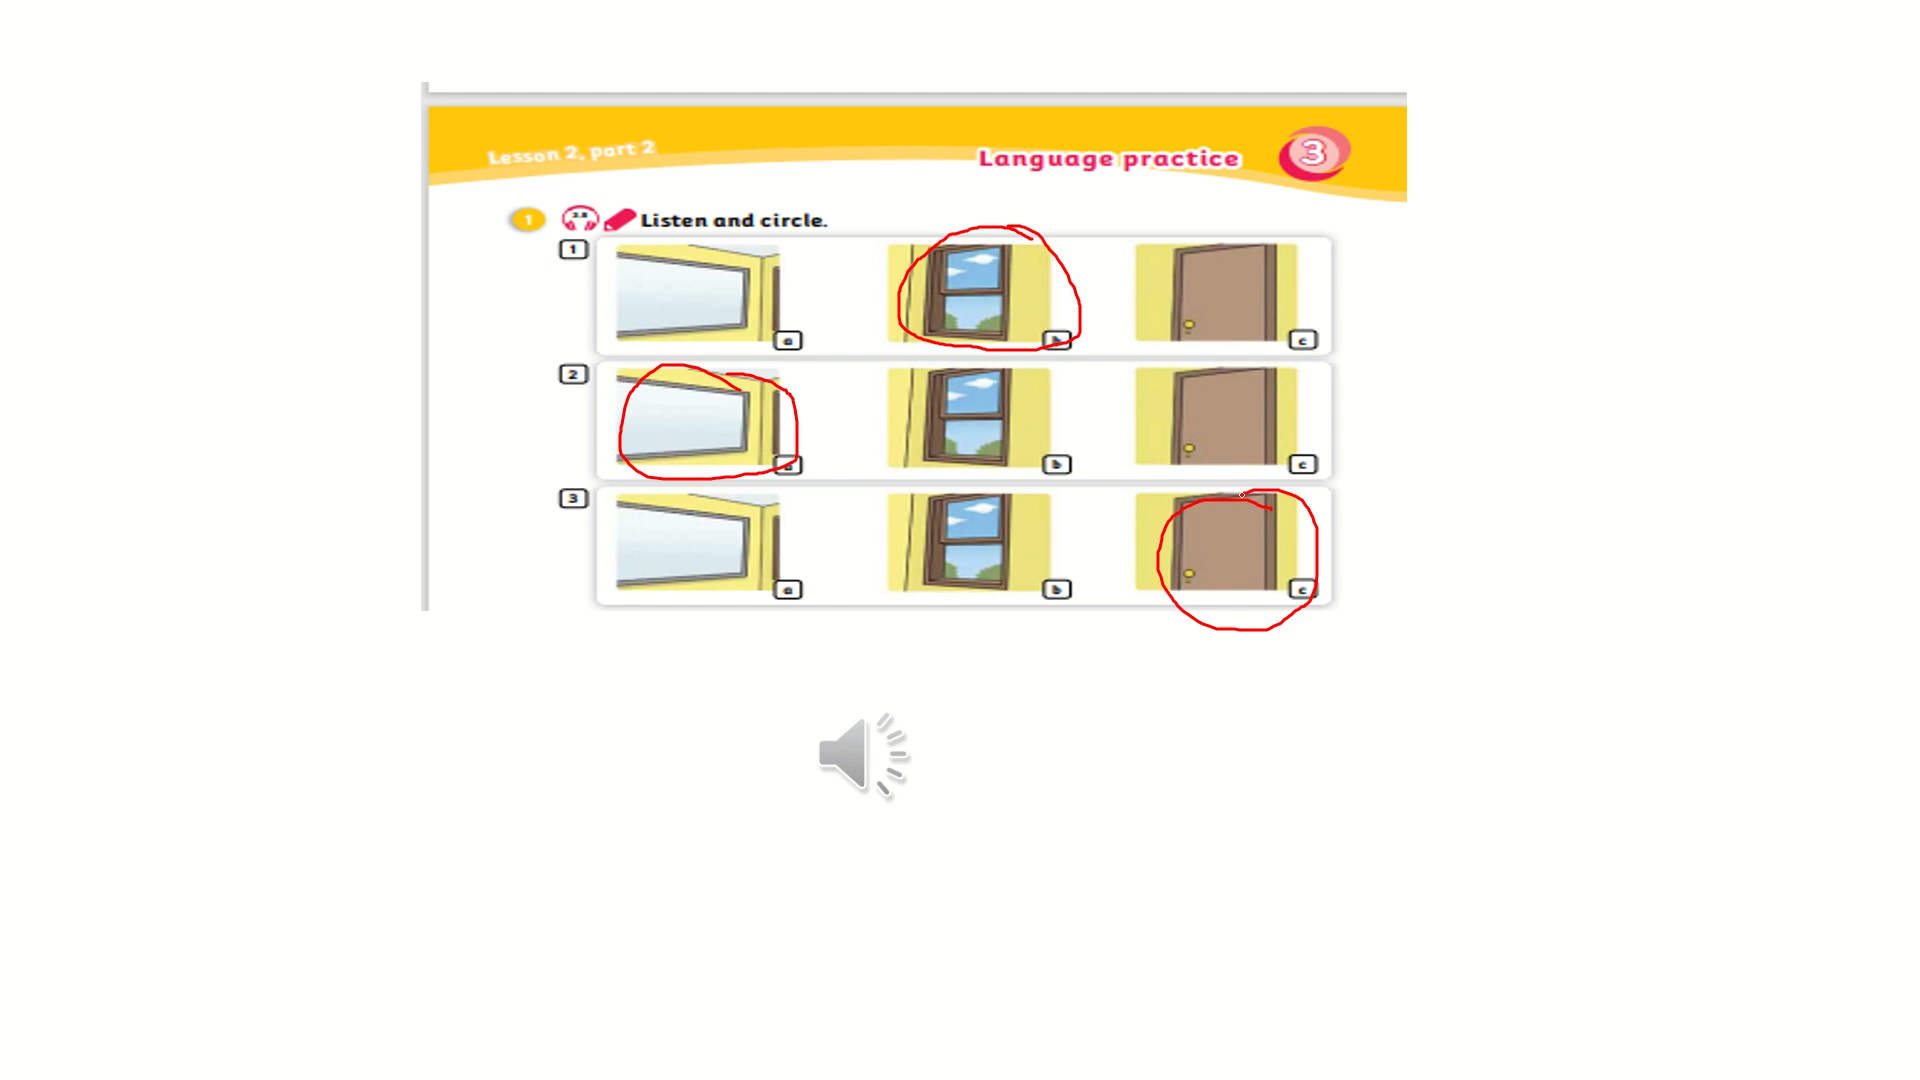 Lesson 2, part 2
Language practice
3
1 Listen and circle.
1
a b c
2
a b c
3
a b c